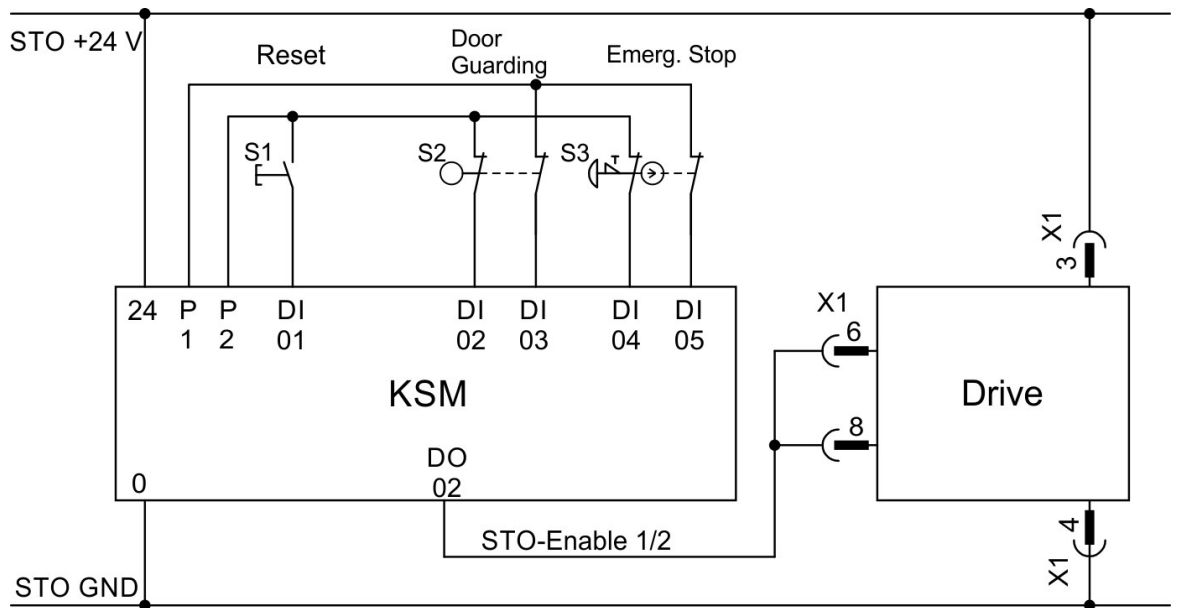 STO +24 V
Reset
Door
Guarding
Emerg. Stop
S1
S2
S3
X1
3
24 P P DI DI DI DI DI
1 2 01 02 03 04 05
X1
6
KSM
Drive
8
DO
02
0
STO-Enable 1/2
4
X1
STO GND